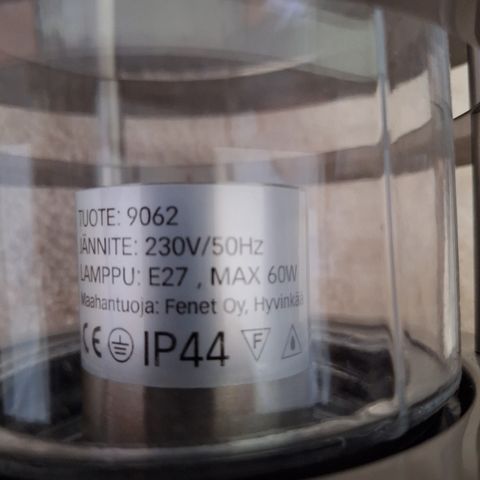 TUOTE: 9062
JÄNNITE: 230V/50Hz
LAMPPU: E27 , MAX 60W
Maahantuoja: Fenet Oy, Hyvinkää
CE IP44 F